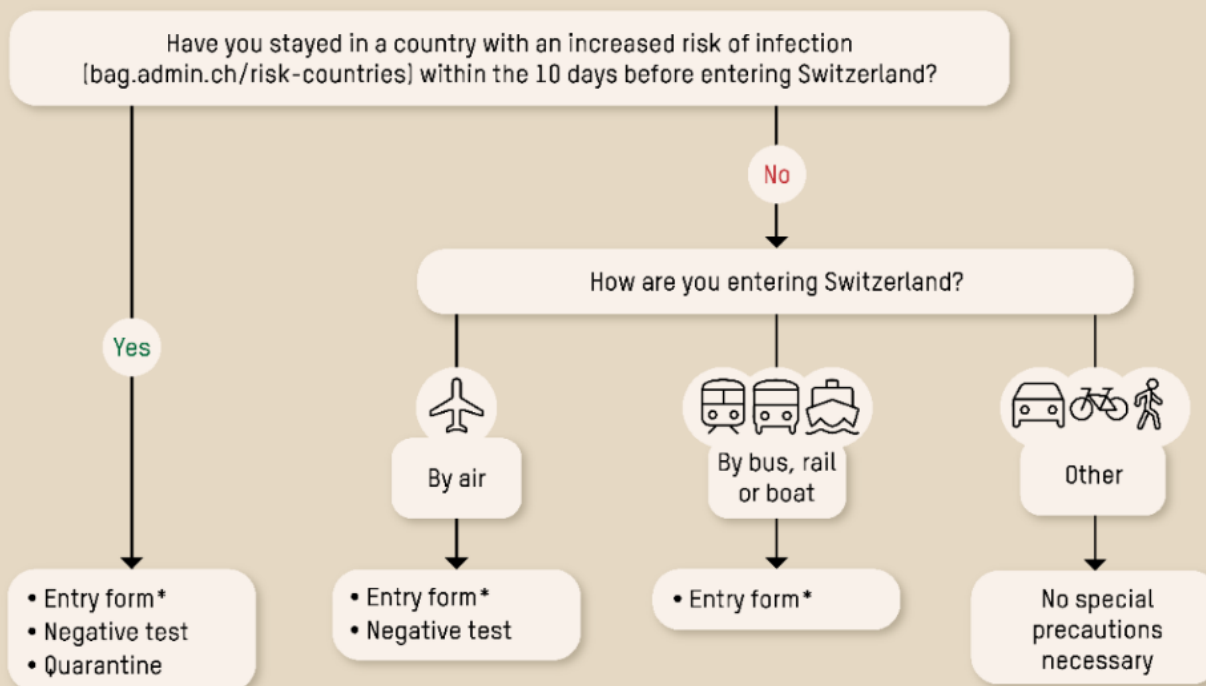 Have you stayed in a country with an increased risk of infection
(bag.admin.ch/risk-countries) within the 10 days before entering Switzerland?
No
How are you entering Switzerland?
Yes
By air
By bus, rail
or boat
Other
• Entry form*
• Negative test
• Quarantine
• Entry form*
• Negative test
• Entry form*
No special
precautions
necessary